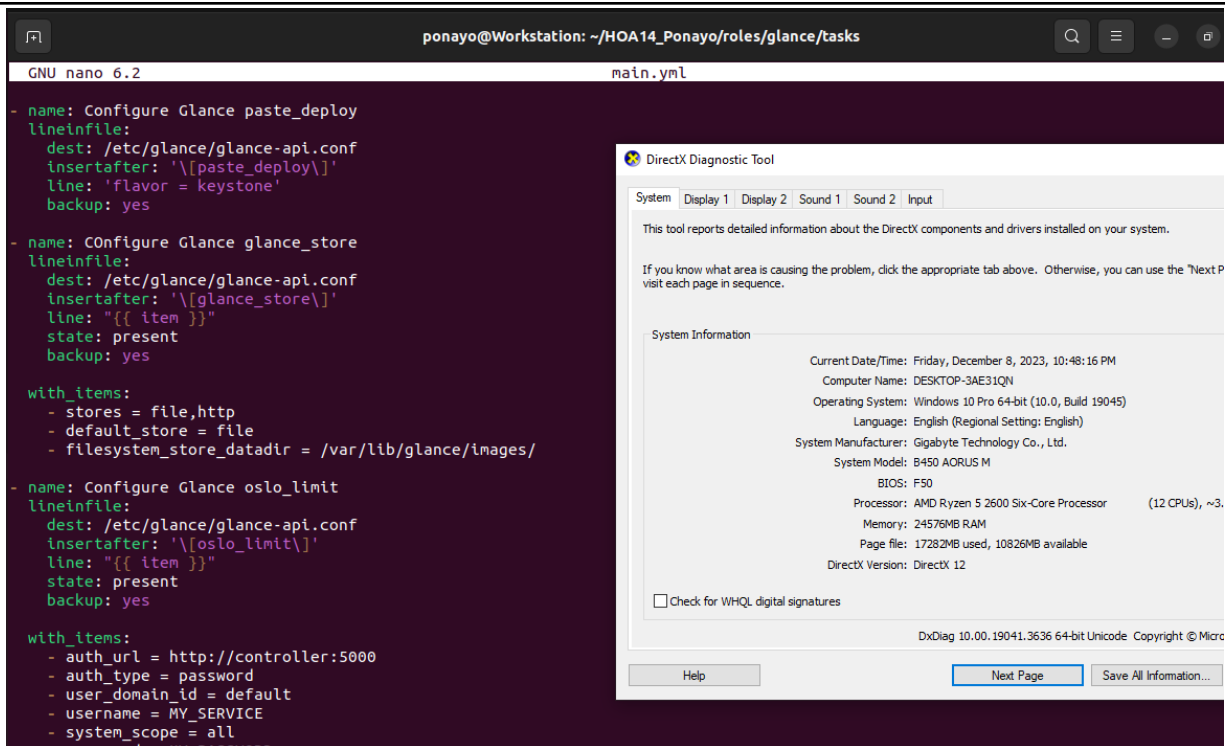 ponayo@Workstation: ~/HOA14_Ponayo/roles/glance/tasks
GNU nano 6.2 main.yml
- name: Configure Glance paste_deploy
lineinfile:
dest: /etc/glance/glance-api.conf
insertafter: '\[paste_deploy\]'
line: 'flavor = keystone'
backup: yes
- name: COnfigure Glance glance_store
lineinfile:
dest: /etc/glance/glance-api.conf
insertafter: '\[glance_store\]'
line: "{{ item }}"
state: present
backup: yes
with_items:
- stores = file,http
- default_store = file
- filesystem_store_datadir = /var/lib/glance/images/
- name: Configure Glance oslo_limit
lineinfile:
dest: /etc/glance/glance-api.conf
insertafter: '\[oslo_limit\]'
line: "{{ item }}"
state: present
backup: yes
with_items:
- auth_url = http://controller:5000
- auth_type = password
- user_domain_id = default
- username = MY_SERVICE
- system_scope = all
DirectX Diagnostic Tool
System Display 1 Display 2 Sound 1 Sound 2 Input
This tool reports detailed information about the DirectX components and drivers installed on your system.
If you know what area is causing the problem, click the appropriate tab above. Otherwise, you can use the "Next P
visit each page in sequence.
System Information
Current Date/Time: Friday, December 8, 2023, 10:48:16 PM
Computer Name: DESKTOP-3AE31QN
Operating System: Windows 10 Pro 64-bit (10.0, Build 19045)
Language: English (Regional Setting: English)
System Manufacturer: Gigabyte Technology Co., Ltd.
System Model: B450 AORUS M
BIOS: F50
Processor: AMD Ryzen 5 2600 Six-Core Processor (12 CPUs), ~3.
Memory: 24576MB RAM
Page file: 17282MB used, 10826MB available
DirectX Version: DirectX 12
Check for WHQL digital signatures
DxDiag 10.00.19041.3636 64-bit Unicode Copyright © Micro
Help Next Page Save All Information...